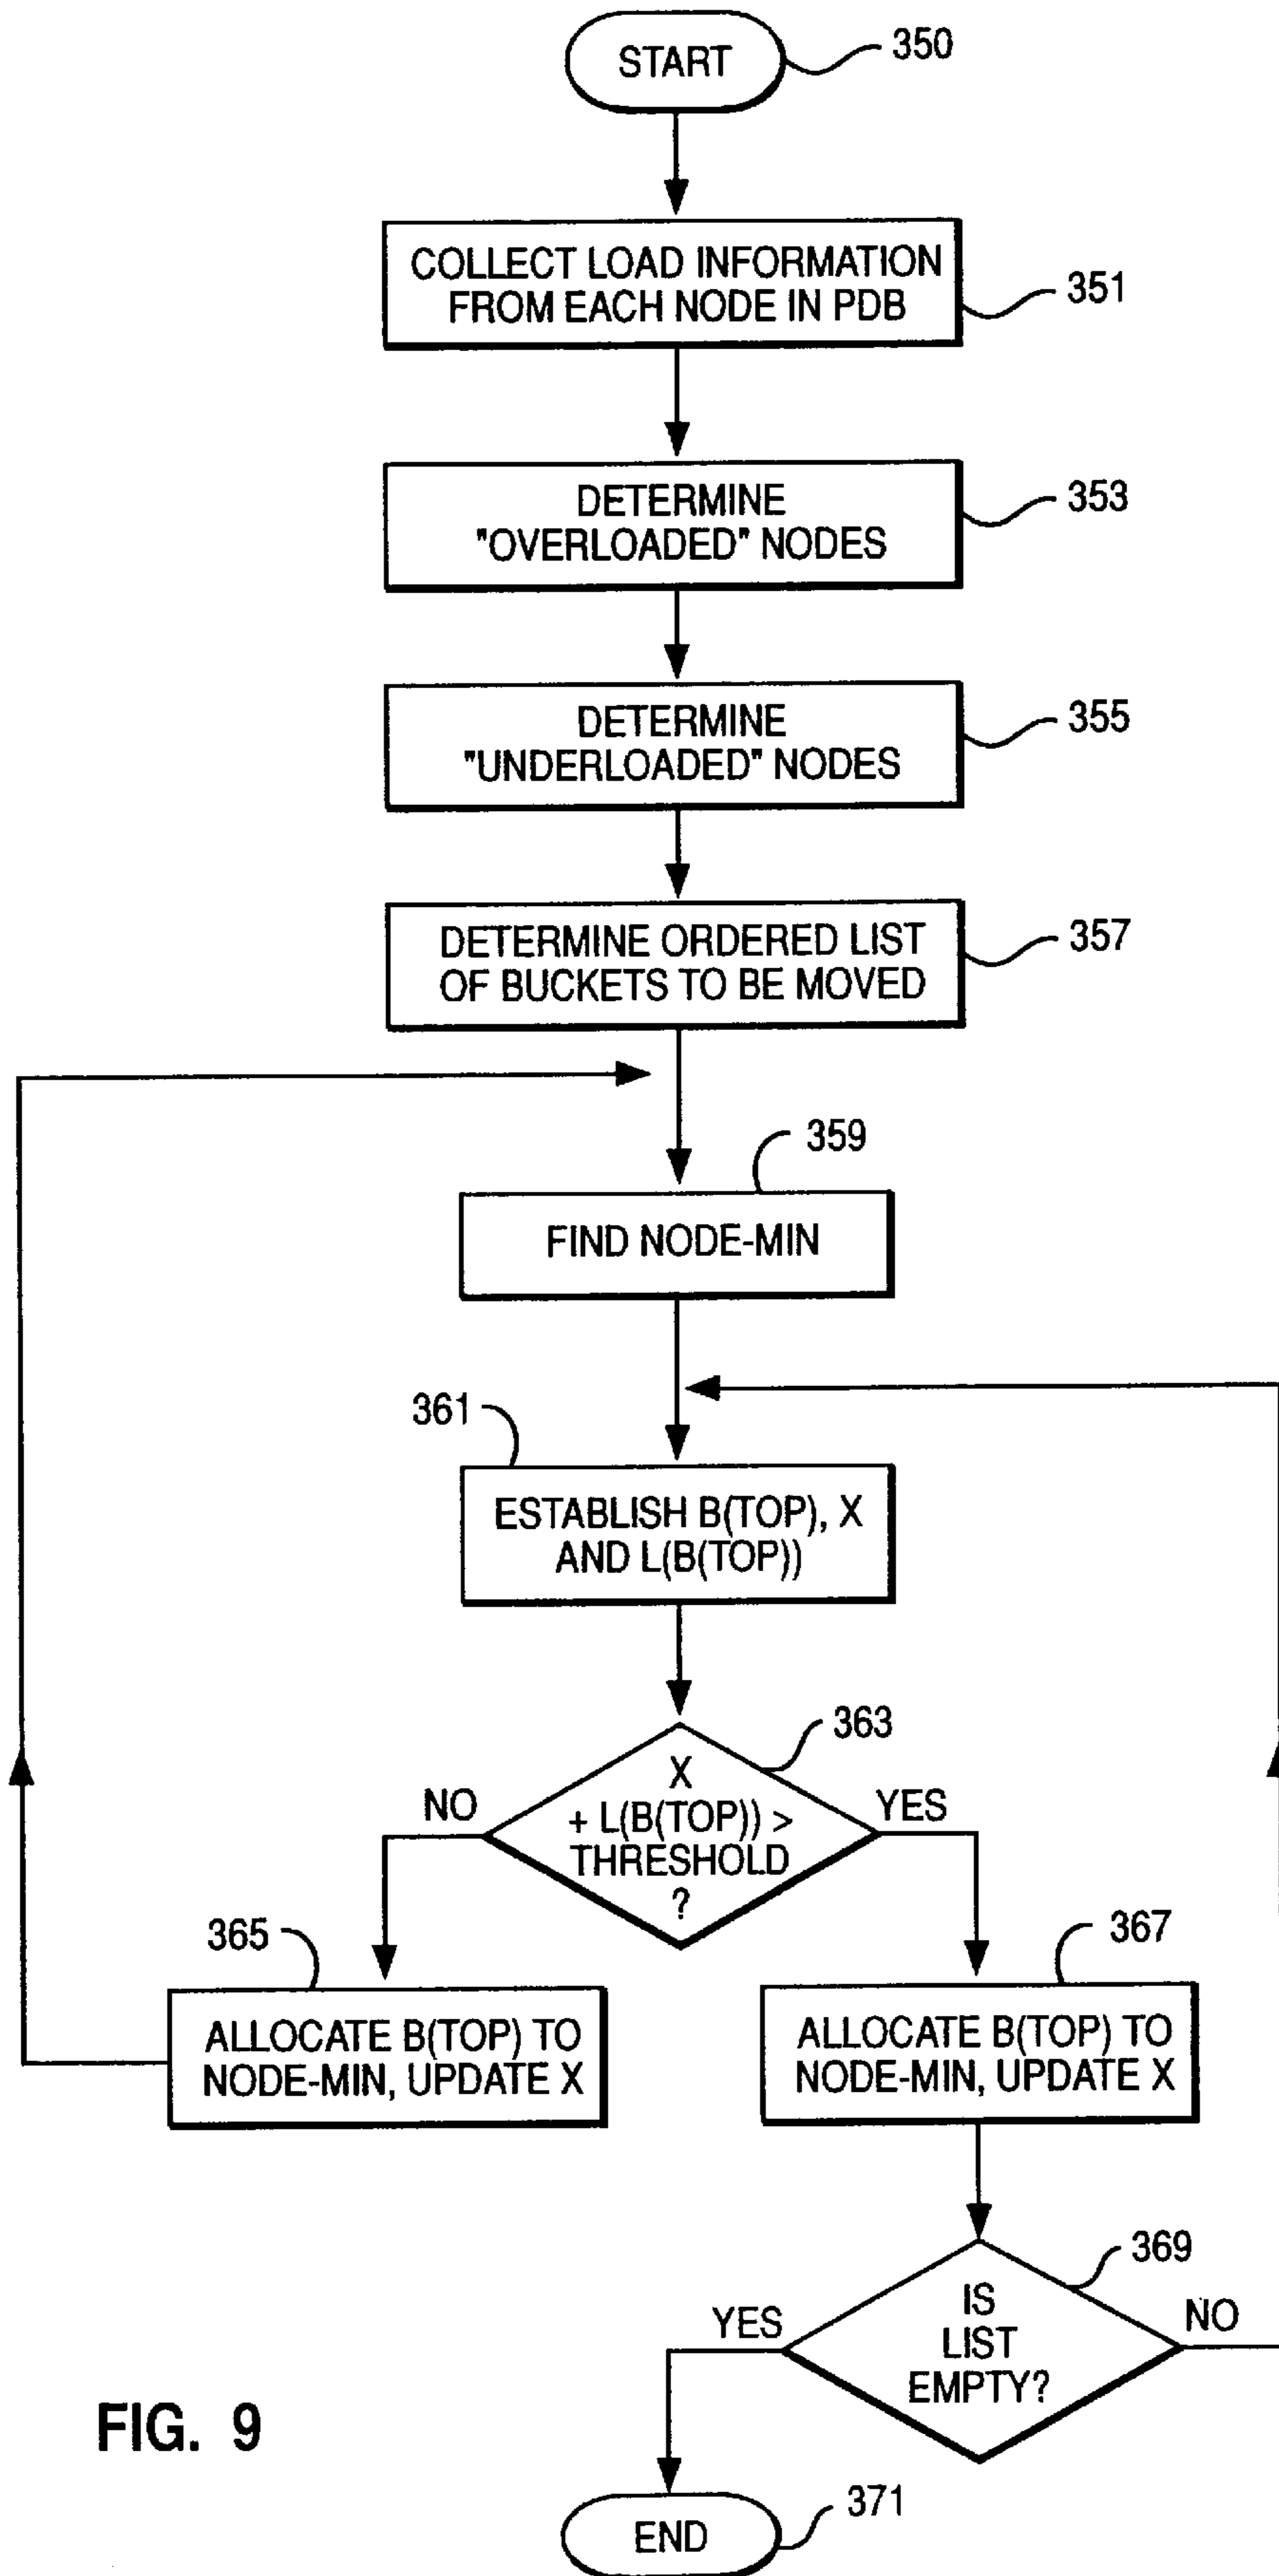 START
350
COLLECT LOAD INFORMATION
FROM EACH NODE IN PDB
351
DETERMINE
"OVERLOADED" NODES
353
DETERMINE
"UNDERLOADED" NODES
355
DETERMINE ORDERED LIST
OF BUCKETS TO BE MOVED
357
359
FIND NODE-MIN
361
ESTABLISH B(TOP), X
AND L(B(TOP))
363
X
+ L(B(TOP)) >
THRESHOLD
?
NO
YES
365
ALLOCATE B(TOP) TO
NODE-MIN, UPDATE X
367
ALLOCATE B(TOP) TO
NODE-MIN, UPDATE X
369
IS
LIST
EMPTY?
YES
NO
FIG. 9
END
371